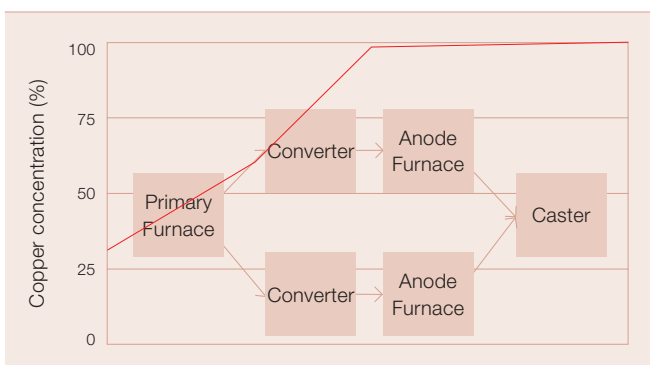 Copper concentration (%)
100
75
50
25
0
Primary
Furnace
Converter
Anode
Furnace
Converter
Anode
Furnace
Caster